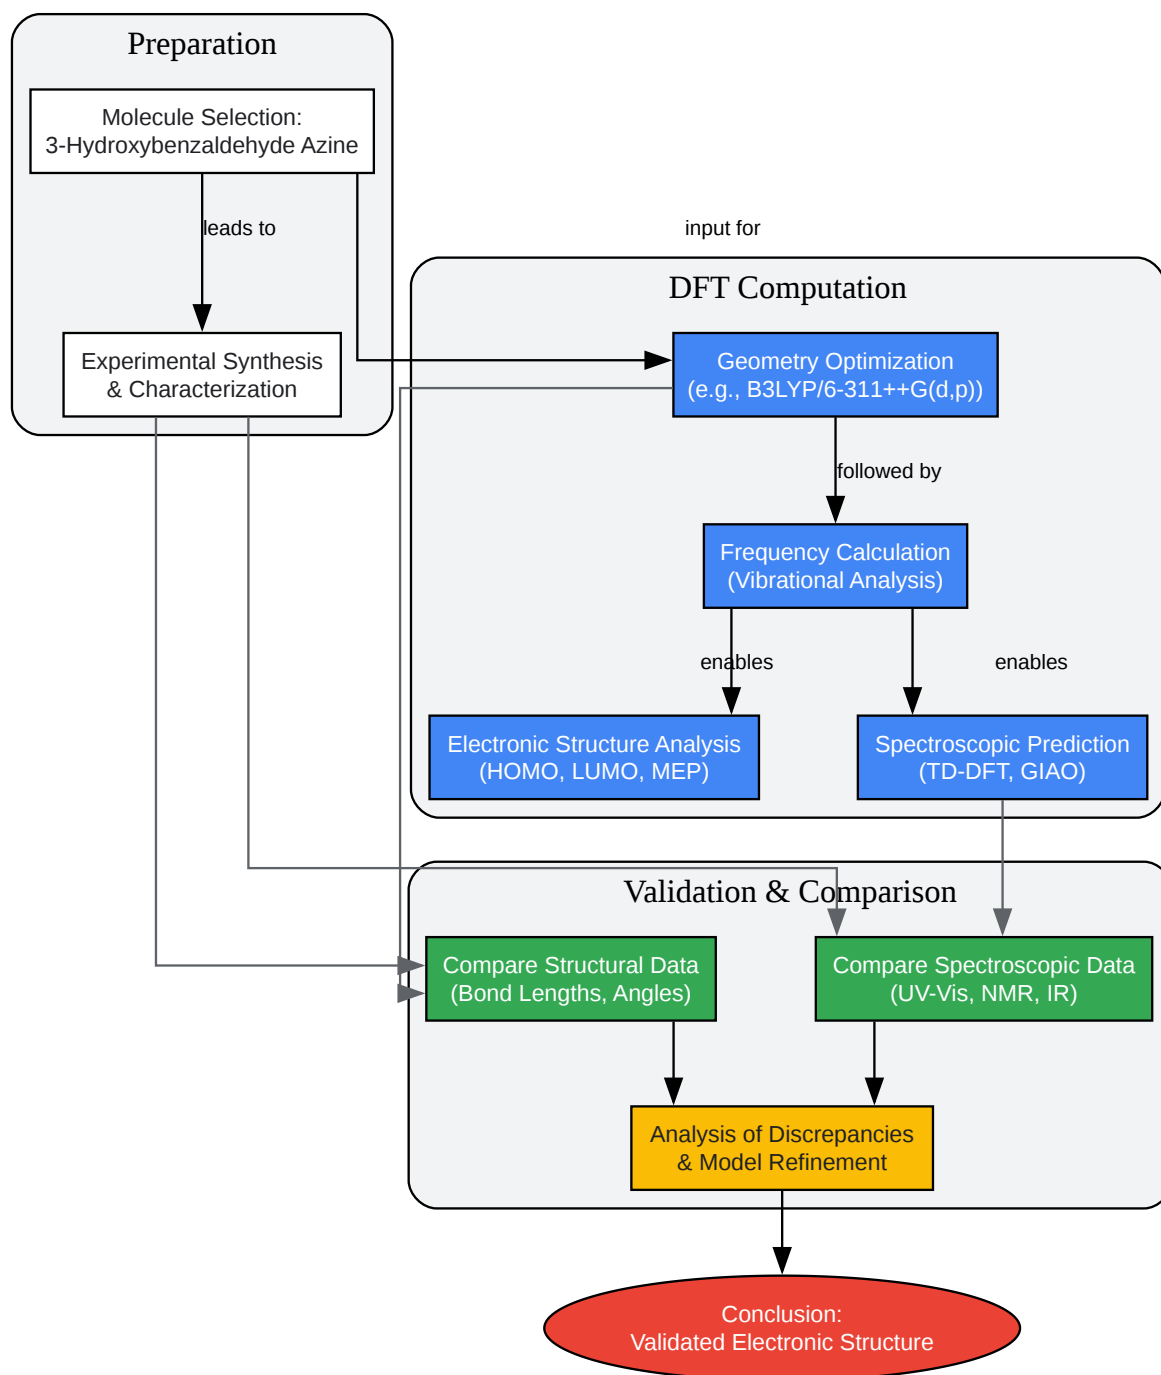 Preparation
Molecule Selection:
3-Hydroxybenzaldehyde Azine
leads to
input for
Experimental Synthesis
& Characterization
DFT Computation
Geometry Optimization
(e.g., B3LYP/6-311++G(d,p))
followed by
Frequency Calculation
(Vibrational Analysis)
enables
enables
Electronic Structure Analysis
(HOMO, LUMO, MEP)
Spectroscopic Prediction
(TD-DFT, GIAO)
Validation & Comparison
Compare Structural Data
(Bond Lengths, Angles)
Compare Spectroscopic Data
(UV-Vis, NMR, IR)
Analysis of Discrepancies
& Model Refinement
Conclusion:
Validated Electronic Structure